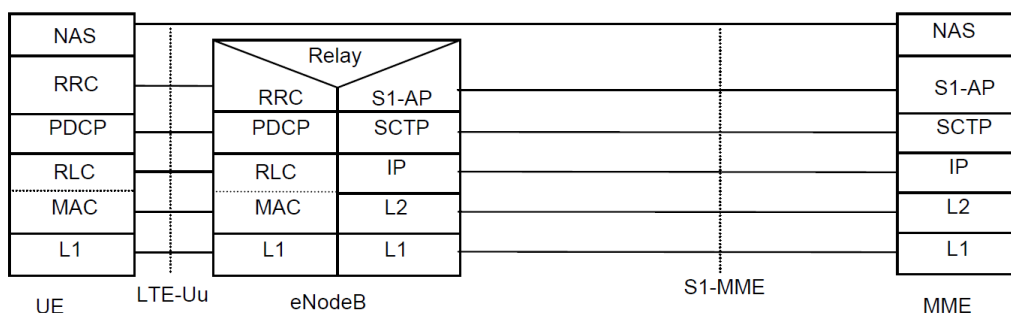 NAS
NAS
Relay
RRC
RRC
S1-AP
S1-AP
PDCP
PDCP
SCTP
SCTP
RLC
RLC
IP
IP
MAC
MAC
L2
L2
L1
L1
L1
L1
UE
LTE-Uu
eNodeB
S1-MME
MME